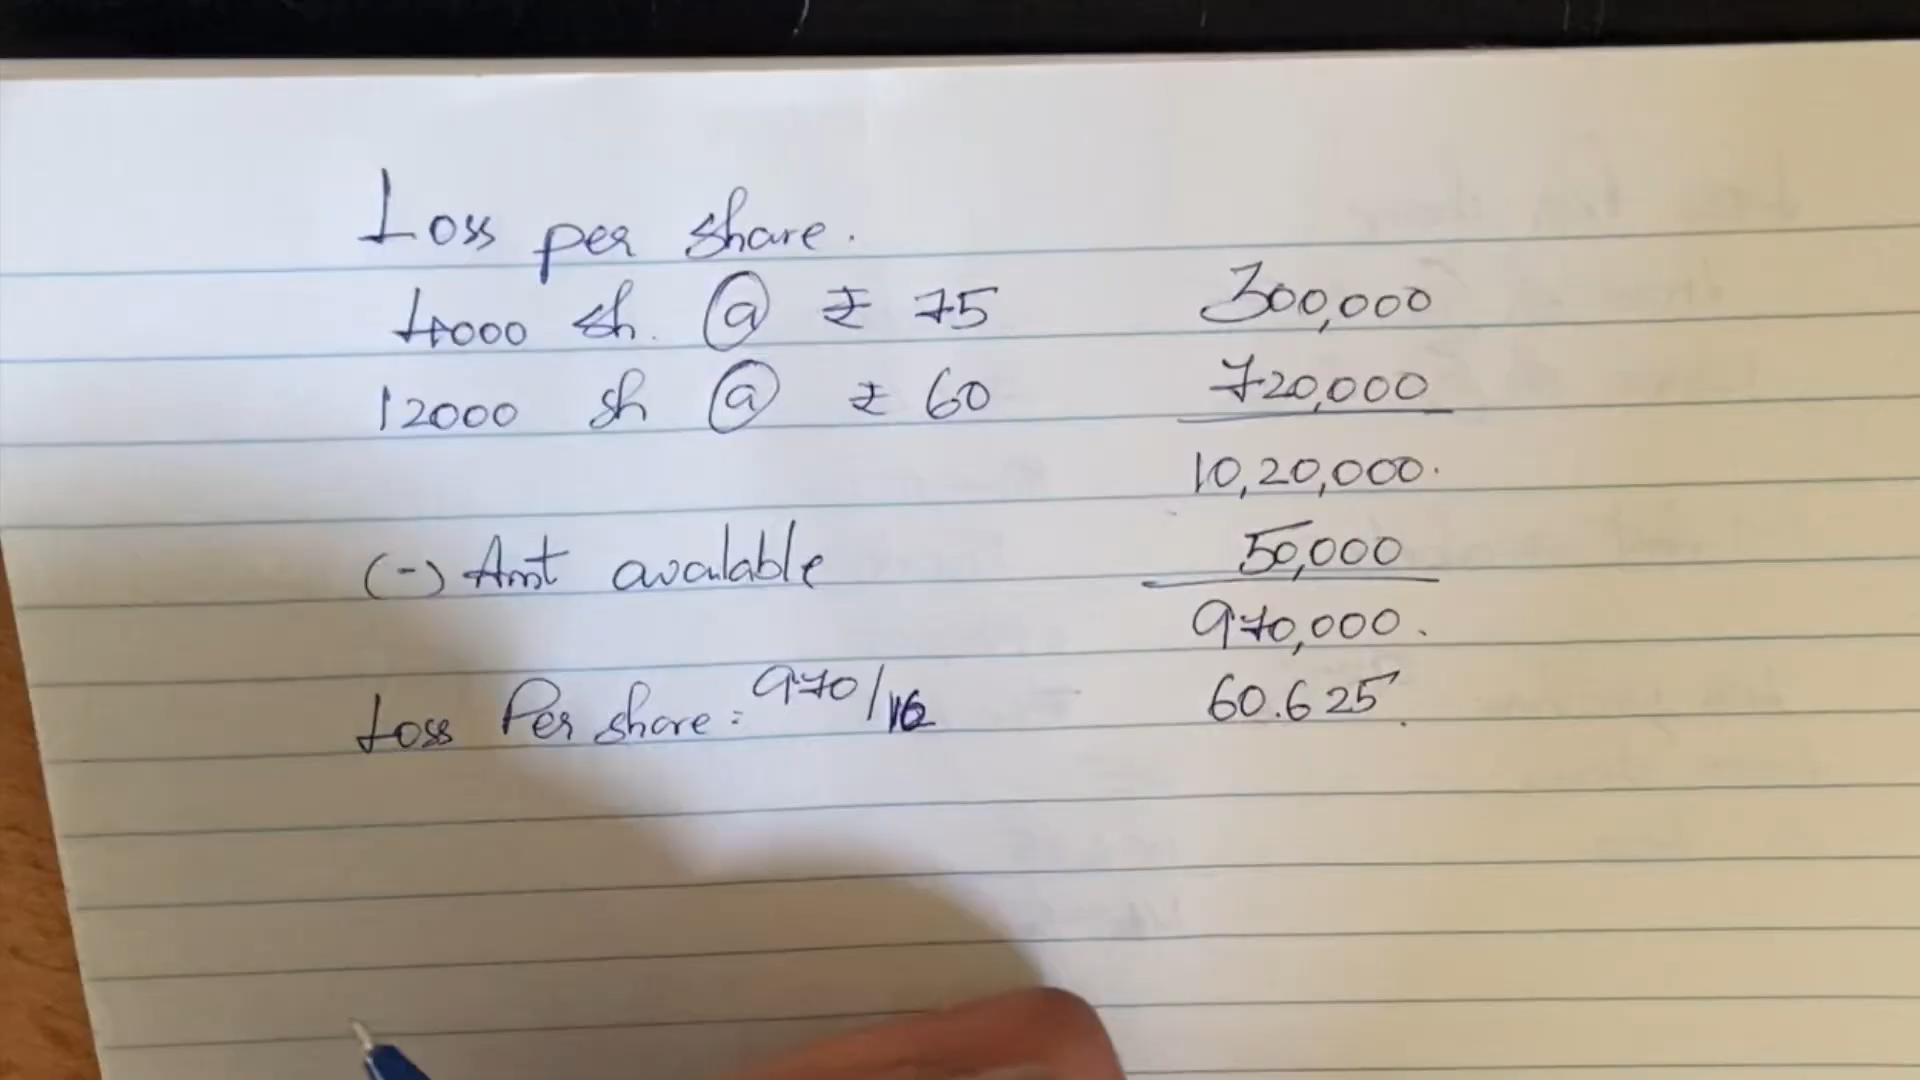 Loss per share.
4000 sh. @ ₹ 75 300,000
12000 sh @ ₹ 60 720,000
10,20,000.
(-) Amt available 50,000
970,000.
Loss Per share: 970/16 60.625.